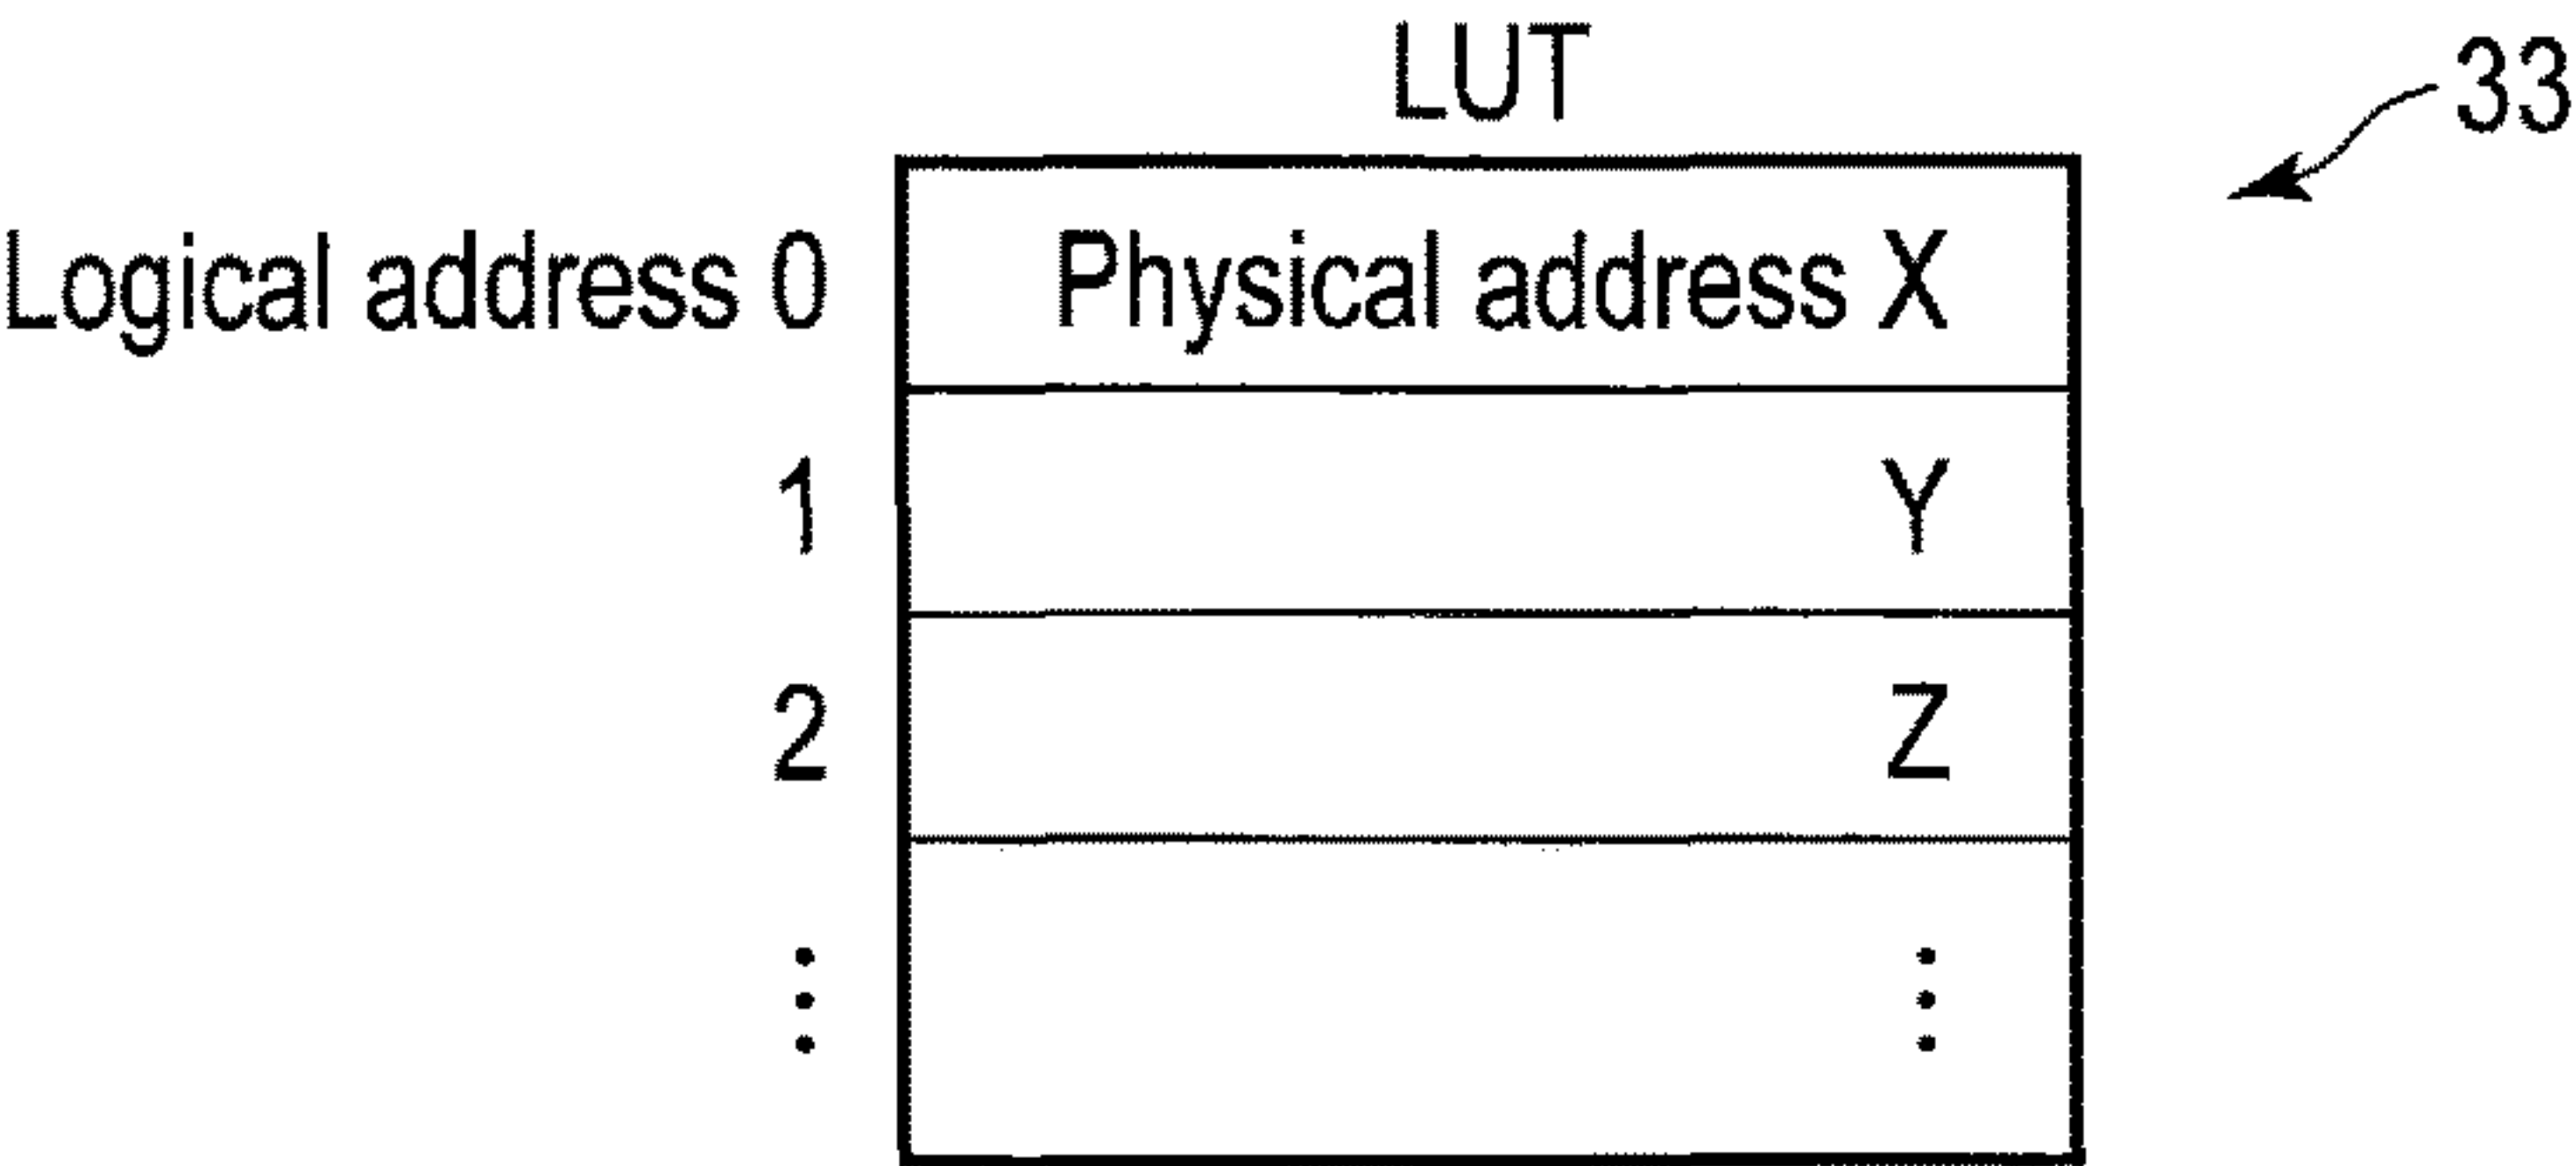 LUT
33
Logical address 0 Physical address X
1 Y
2 Z
⋮ ⋮